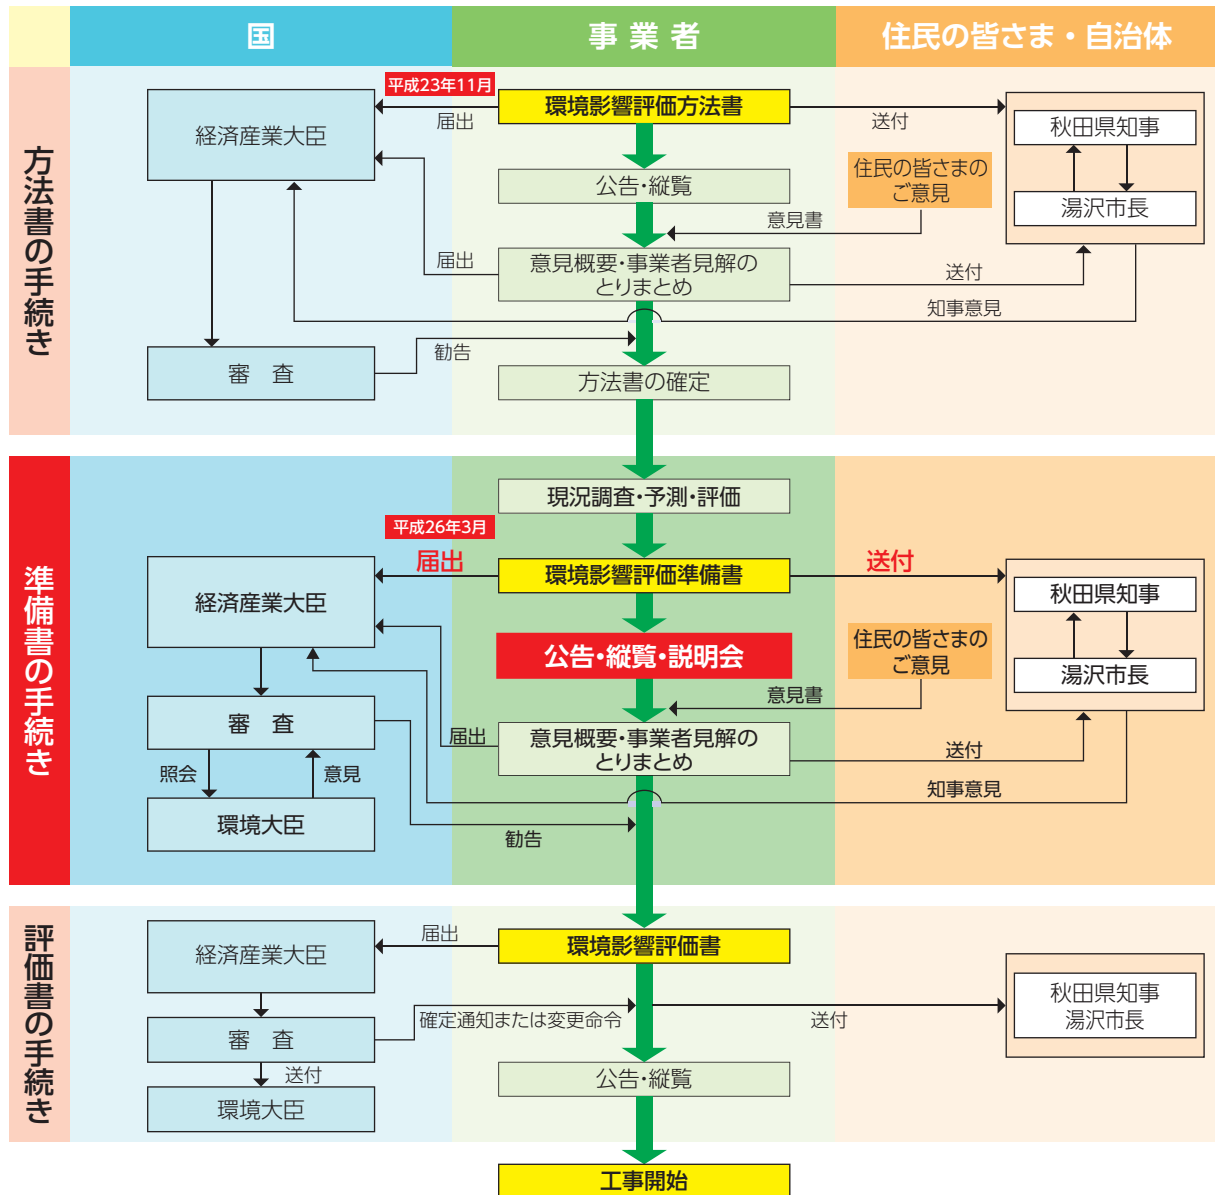 国
事業者
住民の皆さま・自治体
方法書の手続き
平成23年11月
経済産業大臣
届出
環境影響評価方法書
送付
秋田県知事
湯沢市長
公告・縦覧
住民の皆さまの
ご意見
意見書
届出
意見概要・事業者見解の
とりまとめ
送付
知事意見
審　査
勧告
方法書の確定
準備書の手続き
現況調査・予測・評価
平成26年3月
届出
環境影響評価準備書
送付
経済産業大臣
秋田県知事
湯沢市長
公告・縦覧・説明会
住民の皆さまの
ご意見
意見書
審　査
届出
意見概要・事業者見解の
とりまとめ
送付
照会
意見
知事意見
環境大臣
勧告
評価書の手続き
経済産業大臣
届出
環境影響評価書
秋田県知事
湯沢市長
確定通知または変更命令
送付
審　査
送付
公告・縦覧
環境大臣
工事開始